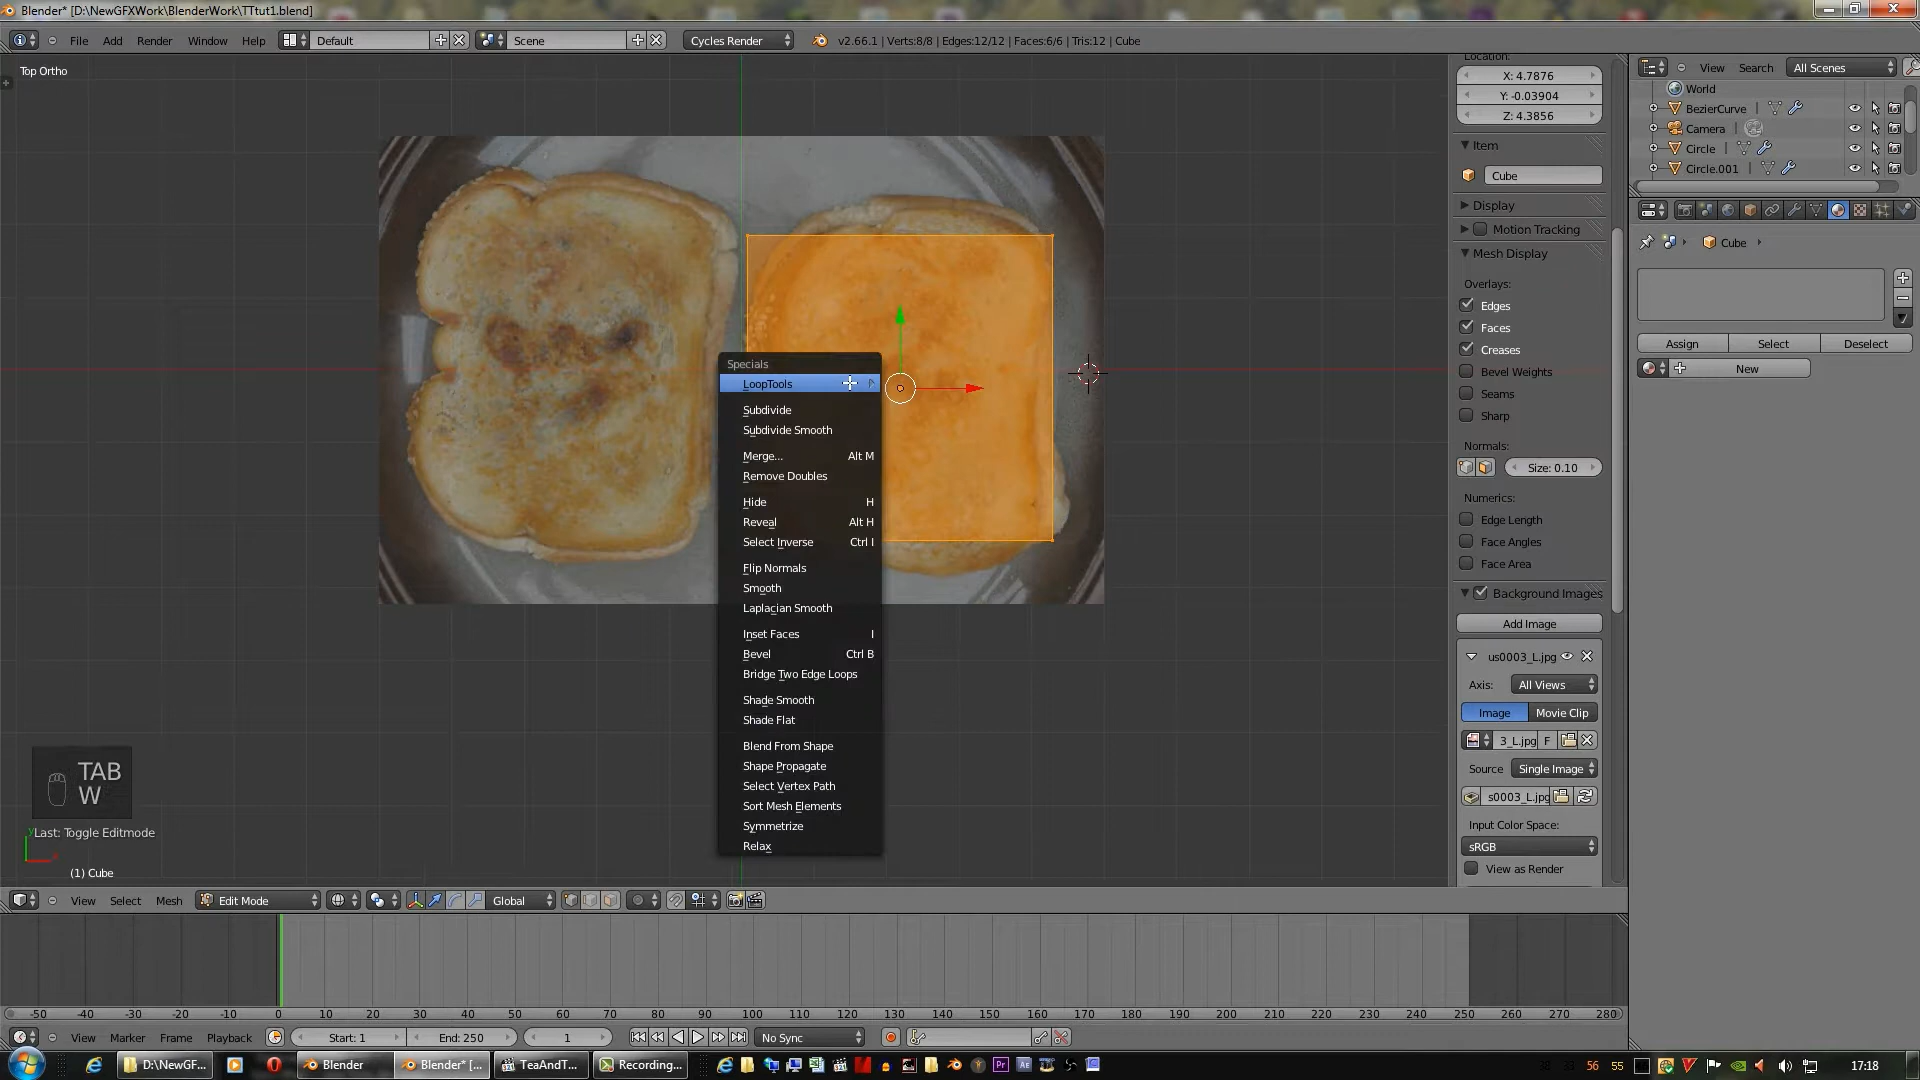 Blender* [D:\NewGFXWork\BlenderWork\TTtut1.blend]
File Add Render Window Help Default Scene Cycles Render v2.66.1 | Verts:8/8 | Edges:12/12 | Faces:6/6 | Tris:12 | Cube
Top Ortho
Specials
LoopTools
Subdivide
Subdivide Smooth
Merge... Alt M
Remove Doubles
Hide H
Reveal Alt H
Select Inverse Ctrl I
Flip Normals
Smooth
Laplacian Smooth
Inset Faces I
Bevel Ctrl B
Bridge Two Edge Loops
Shade Smooth
Shade Flat
Blend From Shape
Shape Propagate
Select Vertex Path
Sort Mesh Elements
Symmetrize
Relax
TAB
W
Last: Toggle Editmode
(1) Cube
Location:
X: 4.7876
Y: -0.03904
Z: 4.3856
Item
Cube
Display
Motion Tracking
Mesh Display
Overlays:
Edges
Faces
Creases
Bevel Weights
Seams
Sharp
Normals:
Size: 0.10
Numerics:
Edge Length
Face Angles
Face Area
Background Images
Add Image
us0003_L.jpg
Axis: All Views
Image Movie Clip
3_L.jpg F
Source Single Image
s0003_L.jpg
Input Color Space:
sRGB
View as Render
View Search All Scenes
World
BezierCurve |
Camera |
Circle |
Circle.001 |
Cube
Assign Select Deselect
New
View Select Mesh Edit Mode Global
-50 -40 -30 -20 -10 0 10 20 30 40 50 60 70 80 90 100 110 120 130 140 150 160 170 180 190 200 210 220 230 240 250 260 270 280
View Marker Frame Playback Start: 1 End: 250 1 No Sync
D:\NewGF... Blender Blender* [... TeaAndT... Recording... Pr Ae 56 55 17:18